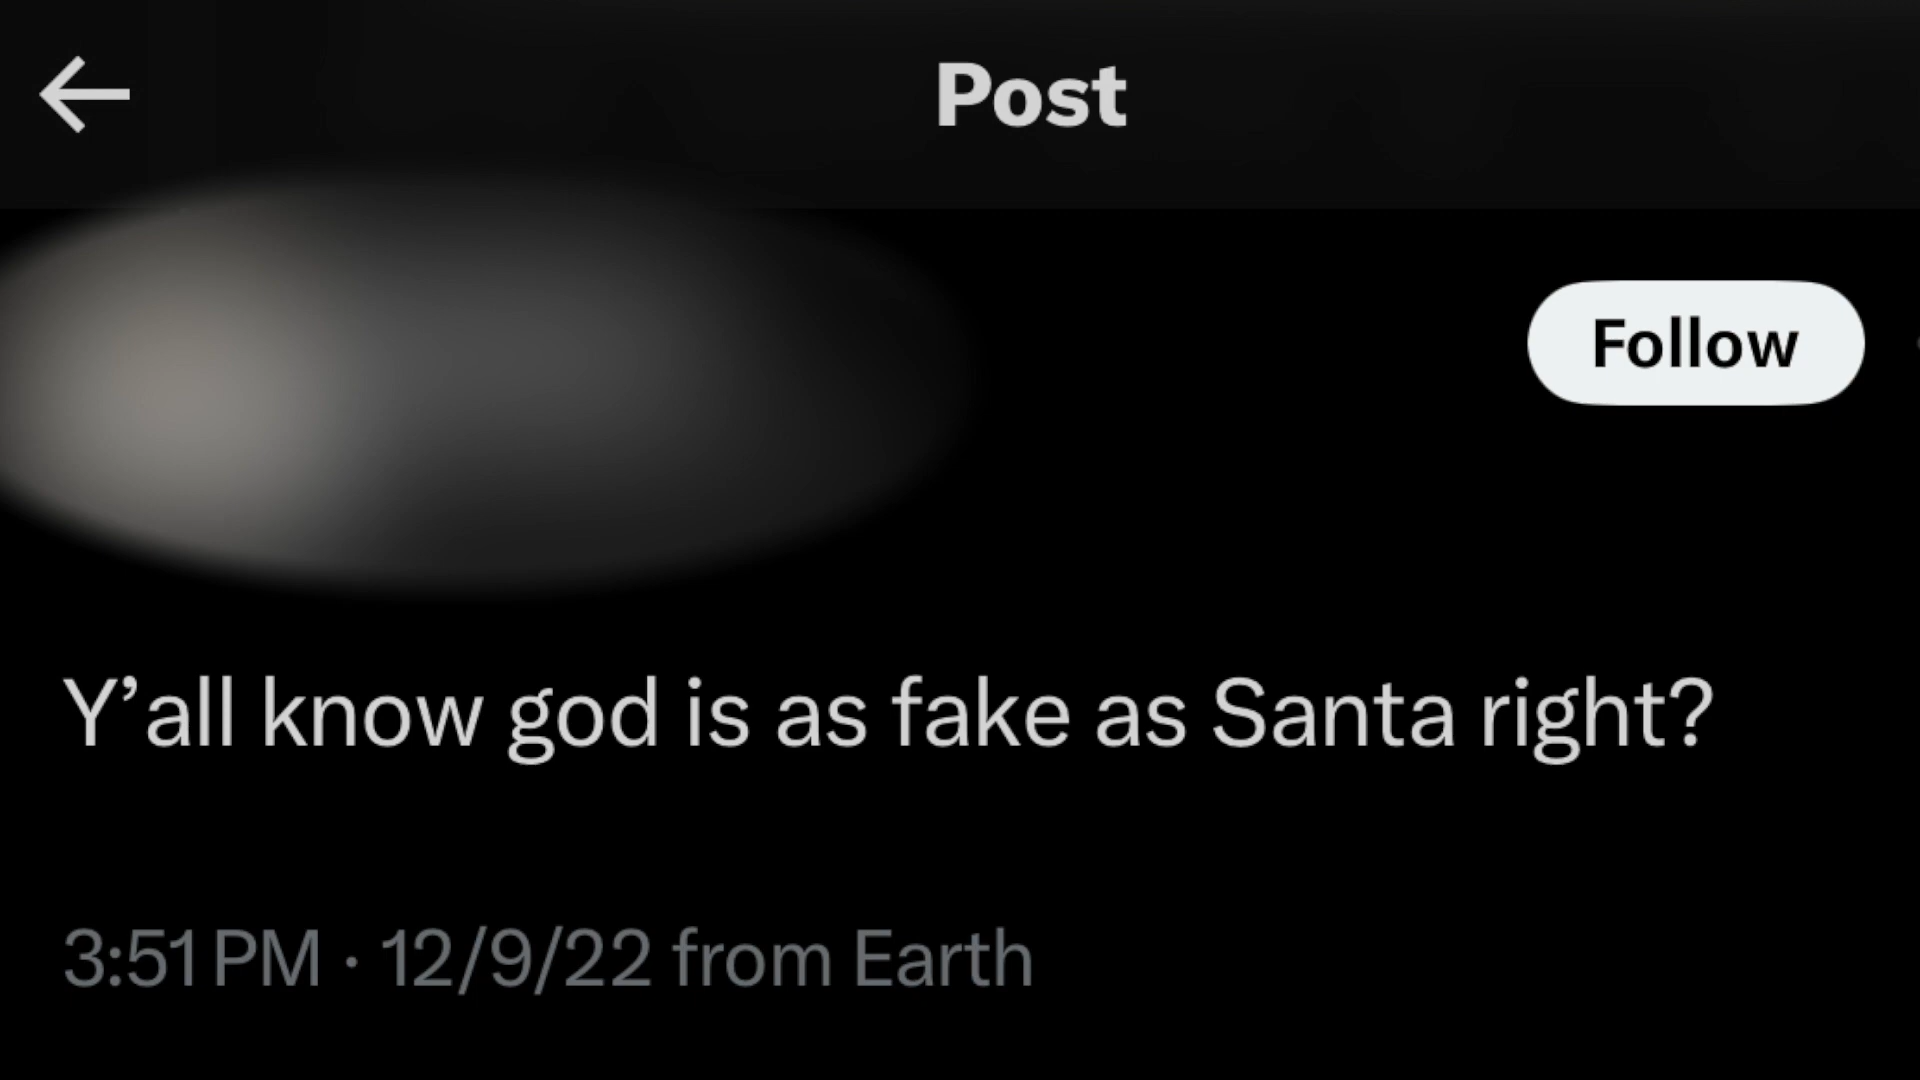 Post
Follow
Y’all know god is as fake as Santa right?
3:51 PM · 12/9/22 from Earth